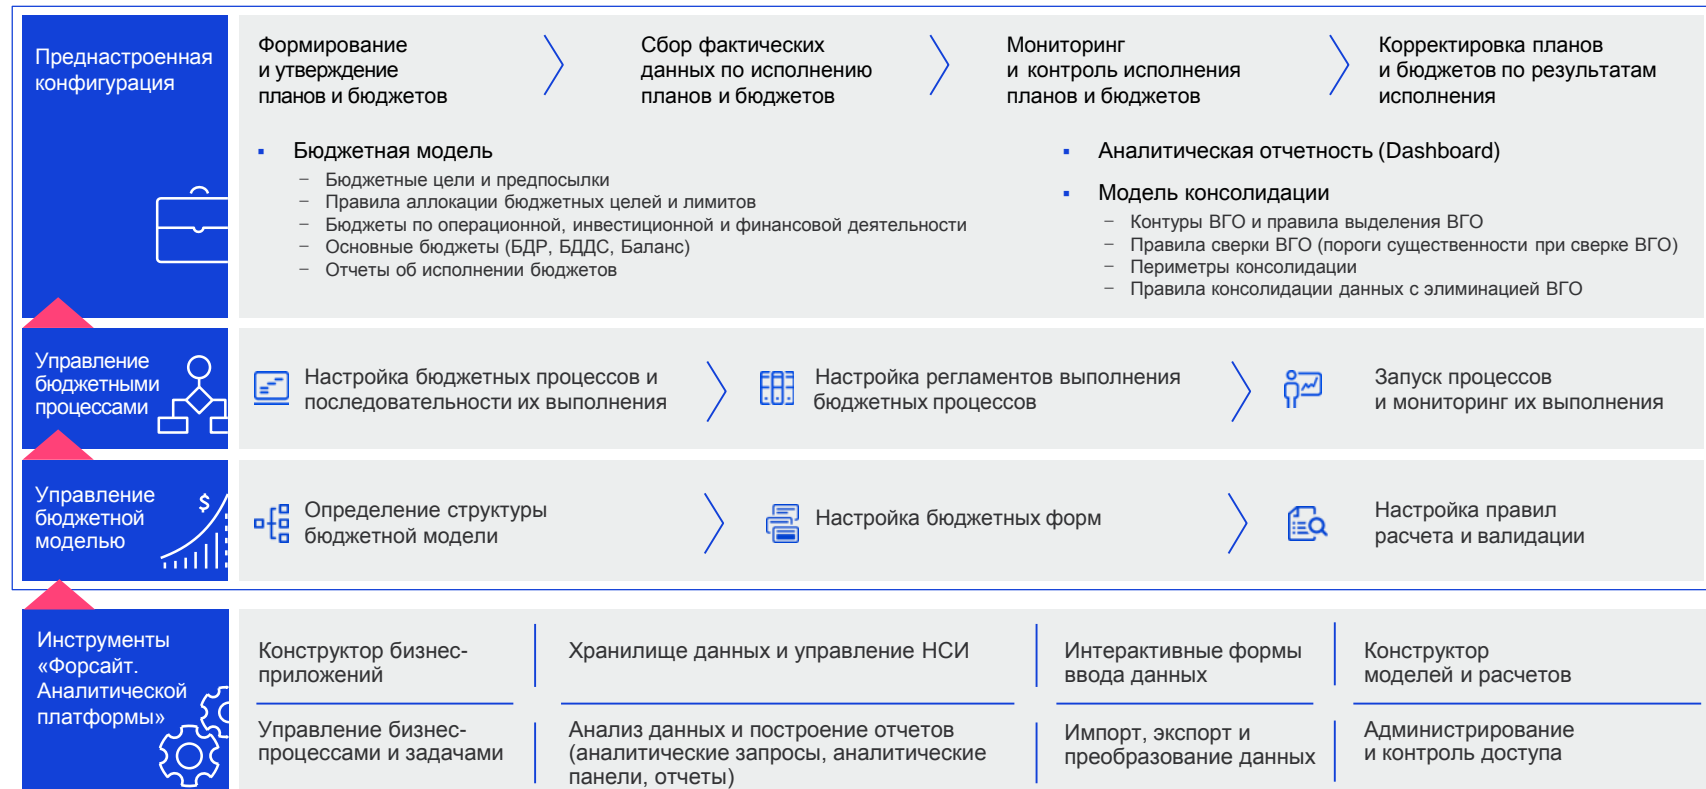 Преднастроенная
конфигурация
Формирование
и утверждение
планов и бюджетов
Сбор фактических
данных по исполнению
планов и бюджетов
Мониторинг
и контроль исполнения
планов и бюджетов
Корректировка планов
и бюджетов по результатам
исполнения
▪ Бюджетная модель
– Бюджетные цели и предпосылки
– Правила аллокации бюджетных целей и лимитов
– Бюджеты по операционной, инвестиционной и финансовой деятельности
– Основные бюджеты (БДР, БДДС, Баланс)
– Отчеты об исполнении бюджетов
▪ Аналитическая отчетность (Dashboard)
▪ Модель консолидации
– Контуры ВГО и правила выделения ВГО
– Правила сверки ВГО (пороги существенности при сверке ВГО)
– Периметры консолидации
– Правила консолидации данных с элиминацией ВГО
Управление
бюджетными
процессами
Настройка бюджетных процессов и
последовательности их выполнения
Настройка регламентов выполнения
бюджетных процессов
Запуск процессов
и мониторинг их выполнения
Управление
бюджетной
моделью
$
Определение структуры
бюджетной модели
Настройка бюджетных форм
Настройка правил
расчета и валидации
Инструменты
«Форсайт.
Аналитической
платформы»
Конструктор бизнес-
приложений
Хранилище данных и управление НСИ
Интерактивные формы
ввода данных
Конструктор
моделей и расчетов
Управление бизнес-
процессами и задачами
Анализ данных и построение отчетов
(аналитические запросы, аналитические
панели, отчеты)
Импорт, экспорт и
преобразование данных
Администрирование
и контроль доступа